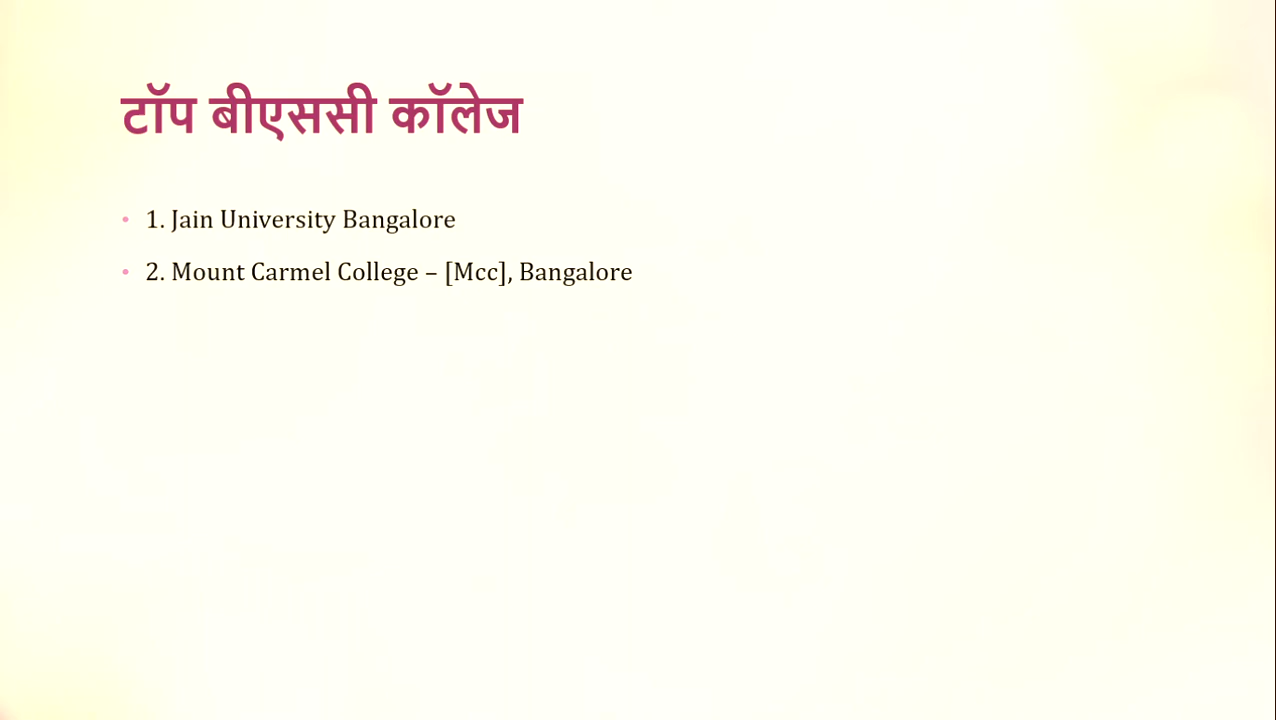 टॉप बीएससी कॉलेज
• 1. Jain University Bangalore
• 2. Mount Carmel College – [Mcc], Bangalore